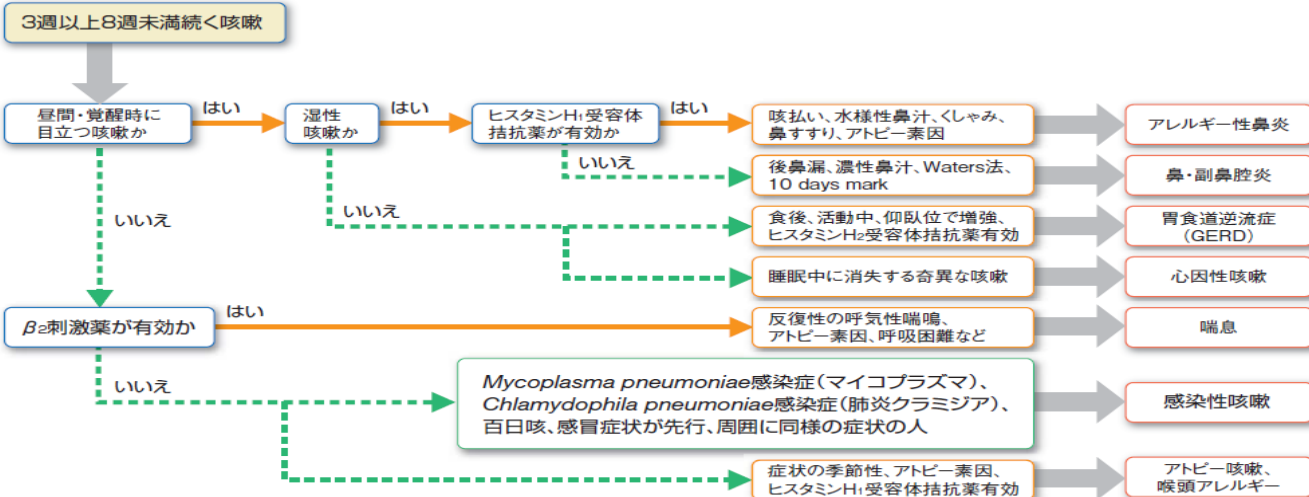 3週以上8週未満続く咳嗽
昼間・覚醒時に
目立つ咳嗽か
はい
湿性
咳嗽か
はい
ヒスタミンH1受容体
拮抗薬が有効か
はい
咳払い、水様性鼻汁、くしゃみ、
鼻すすり、アトピー素因
アレルギー性鼻炎
いいえ
後鼻漏、濃性鼻汁、Waters法、
10 days mark
鼻・副鼻腔炎
いいえ
いいえ
食後、活動中、仰臥位で増強、
ヒスタミンH2受容体拮抗薬有効
胃食道逆流症
(GERD)
睡眠中に消失する奇異な咳嗽
心因性咳嗽
β2刺激薬が有効か
はい
反復性の呼気性喘鳴、
アトピー素因、呼吸困難など
喘息
いいえ
Mycoplasma pneumoniae感染症(マイコプラズマ)、
Chlamydophila pneumoniae感染症(肺炎クラミジア)、
百日咳、感冒症状が先行、周囲に同様の症状の人
感染性咳嗽
症状の季節性、アトピー素因、
ヒスタミンH1受容体拮抗薬有効
アトピー咳嗽、
喉頭アレルギー